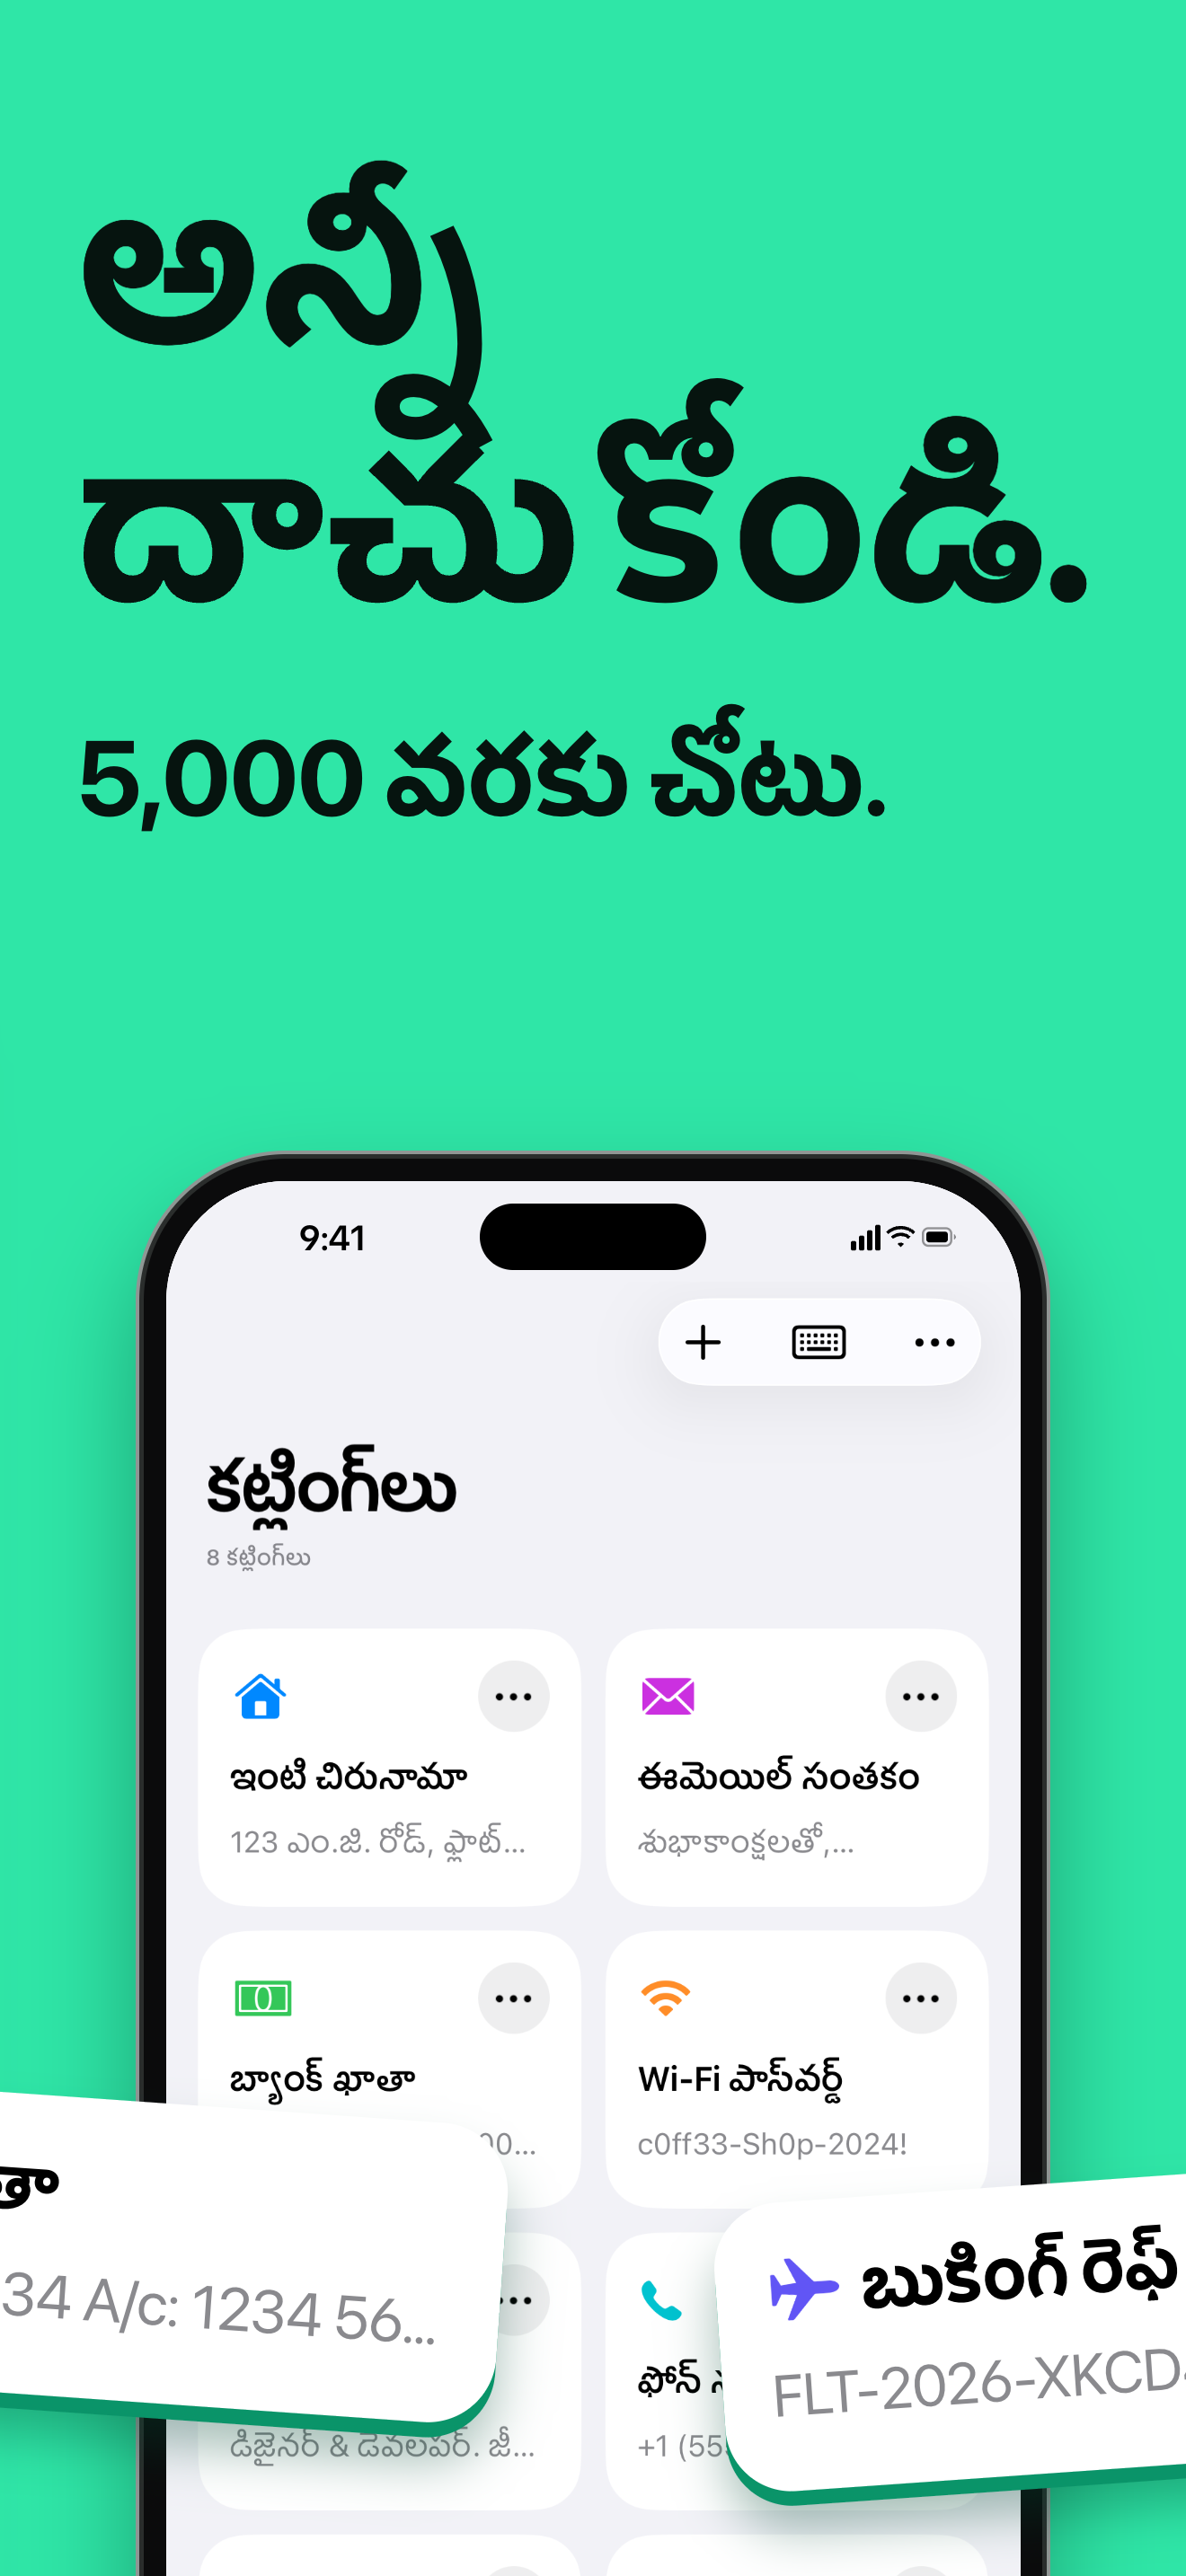 అన్నీ
దాచుకోండి.
5,000 వరకు చోటు.
9:41
కట్లింగ్‌లు
8 కట్లింగ్‌లు
ఇంటి చిరునామా
123 ఎం.జి. రోడ్, ఫ్లాట్...
ఈమెయిల్ సంతకం
శుభాకాంక్షలతో,...
బ్యాంక్ ఖాతా
Wi-Fi పాస్‌వర్డ్
c0ff33-Sh0p-2024!
34 A/c: 1234 56...
బుకింగ్ రెఫ్
FLT-2026-XKCD
ఫోన్
డిజైనర్ & డెవలపర్. జీ...
+1 (55